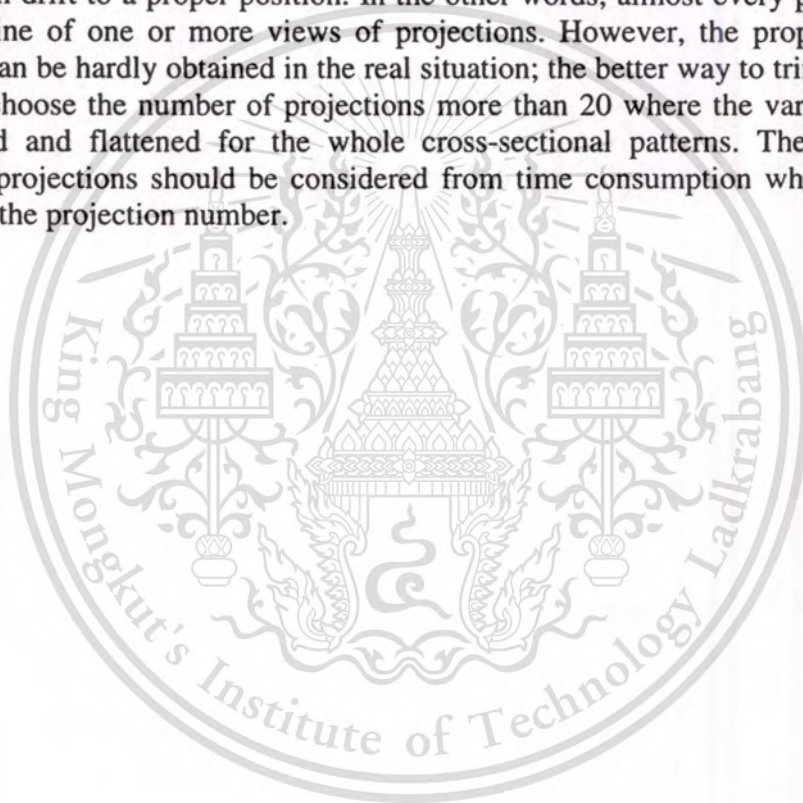 drift to a proper position. In the other words, almost every p
ine of one or more views of projections. However, the prop
an be hardly obtained in the real situation; the better way to tri
hoose the number of projections more than 20 where the var
d and flattened for the whole cross-sectional patterns. The
projections should be considered from time consumption wh
the projection number.
King Mongkut's Institute of Technology Ladkrabang